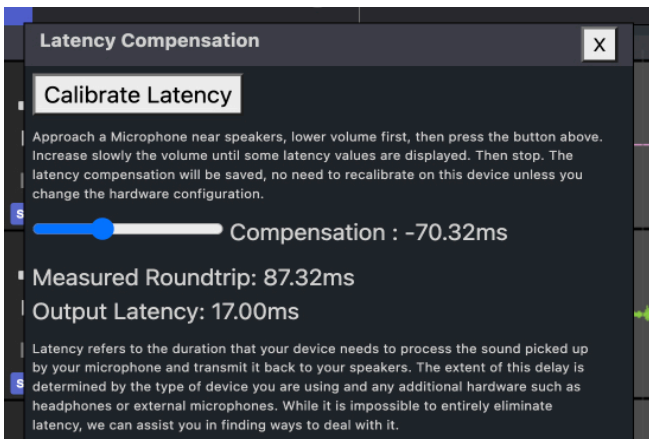 Latency Compensation
X
Calibrate Latency
Approach a Microphone near speakers, lower volume first, then press the button above.
Increase slowly the volume until some latency values are displayed. Then stop. The
latency compensation will be saved, no need to recalibrate on this device unless you
change the hardware configuration.
Compensation : -70.32ms
Measured Roundtrip: 87.32ms
Output Latency: 17.00ms
Latency refers to the duration that your device needs to process the sound picked up
by your microphone and transmit it back to your speakers. The extent of this delay is
determined by the type of device you are using and any additional hardware such as
headphones or external microphones. While it is impossible to entirely eliminate
latency, we can assist you in finding ways to deal with it.